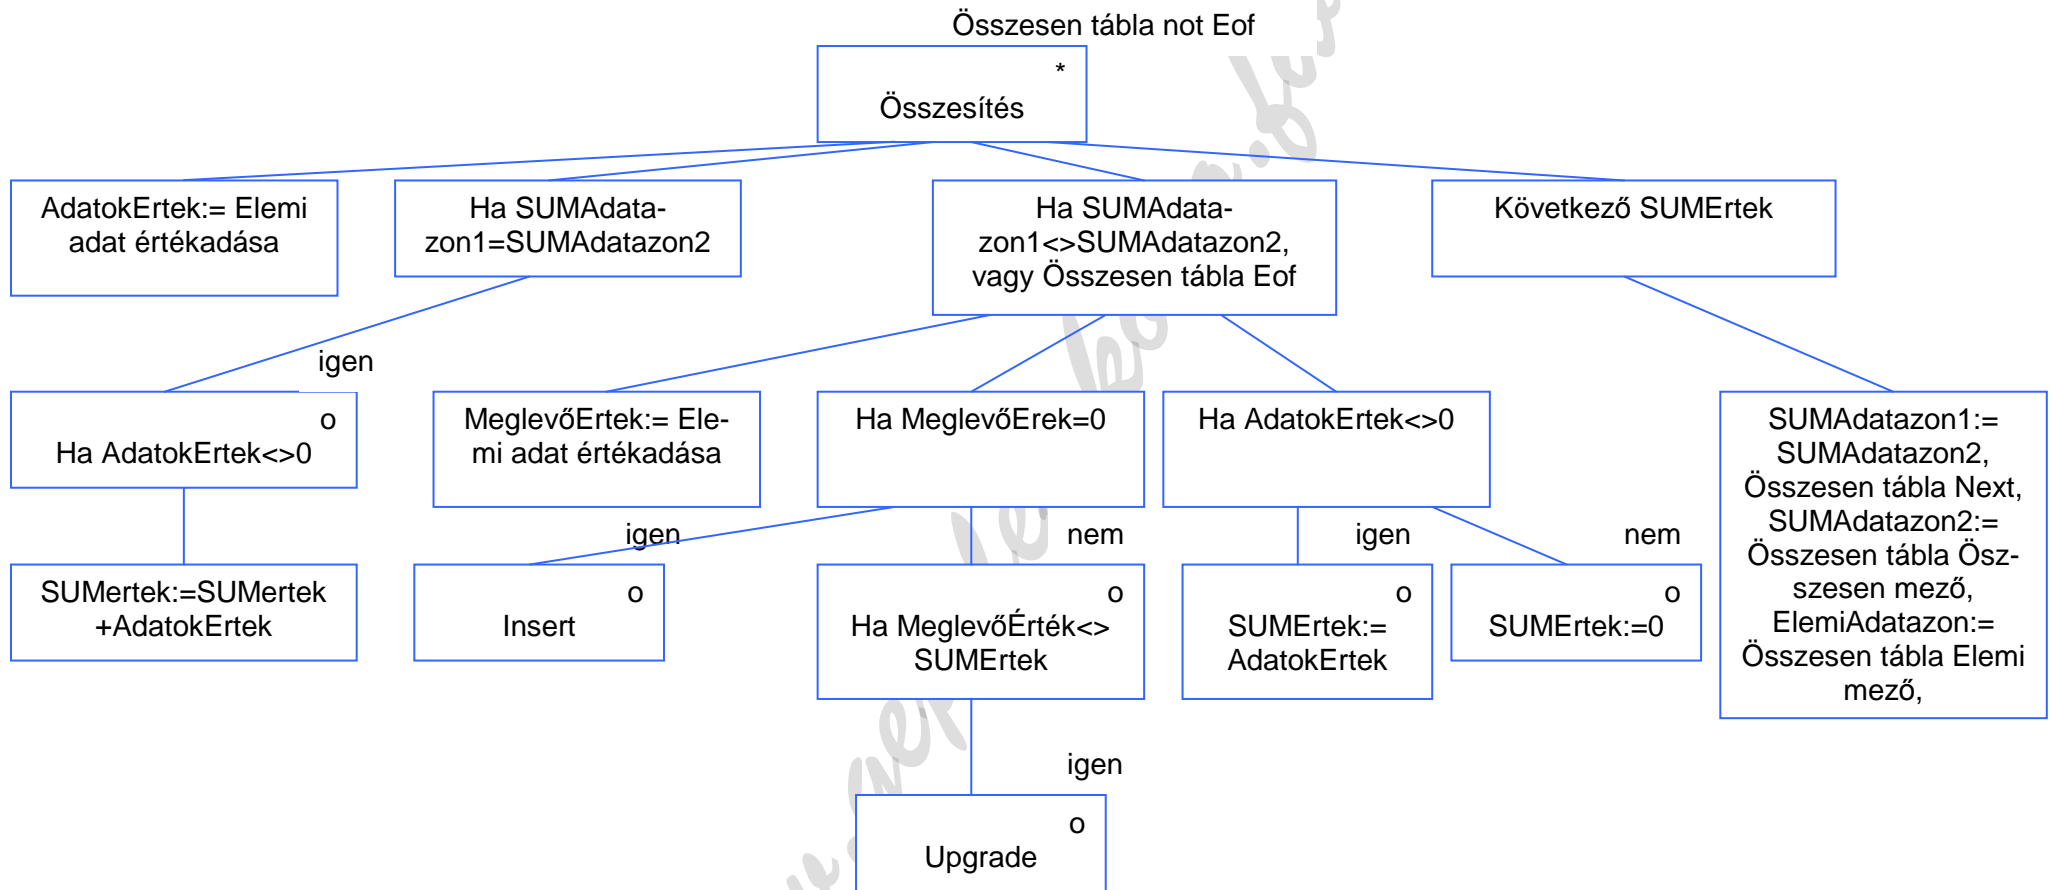 Összesen tábla not Eof
*
Összesítés
AdatokErtek:= Elemi
adat értékadása
Ha SUMAdata-
zon1=SUMAdatazon2
Ha SUMAdata-
zon1<>SUMAdatazon2,
vagy Összesen tábla Eof
Következő SUMErtek
igen
o
Ha AdatokErtek<>0
MeglevőErtek:= Ele-
mi adat értékadása
Ha MeglevőErek=0
Ha AdatokErtek<>0
SUMAdatazon1:=
SUMAdatazon2,
Összesen tábla Next,
SUMAdatazon2:=
Összesen tábla Ösz-
szesen mező,
ElemiAdatazon:=
Összesen tábla Elemi
mező,
igen
nem
igen
nem
SUMertek:=SUMertek
+AdatokErtek
o
Insert
o
Ha MeglevőÉrték<>
SUMErtek
o
SUMErtek:=
AdatokErtek
o
SUMErtek:=0
igen
o
Upgrade